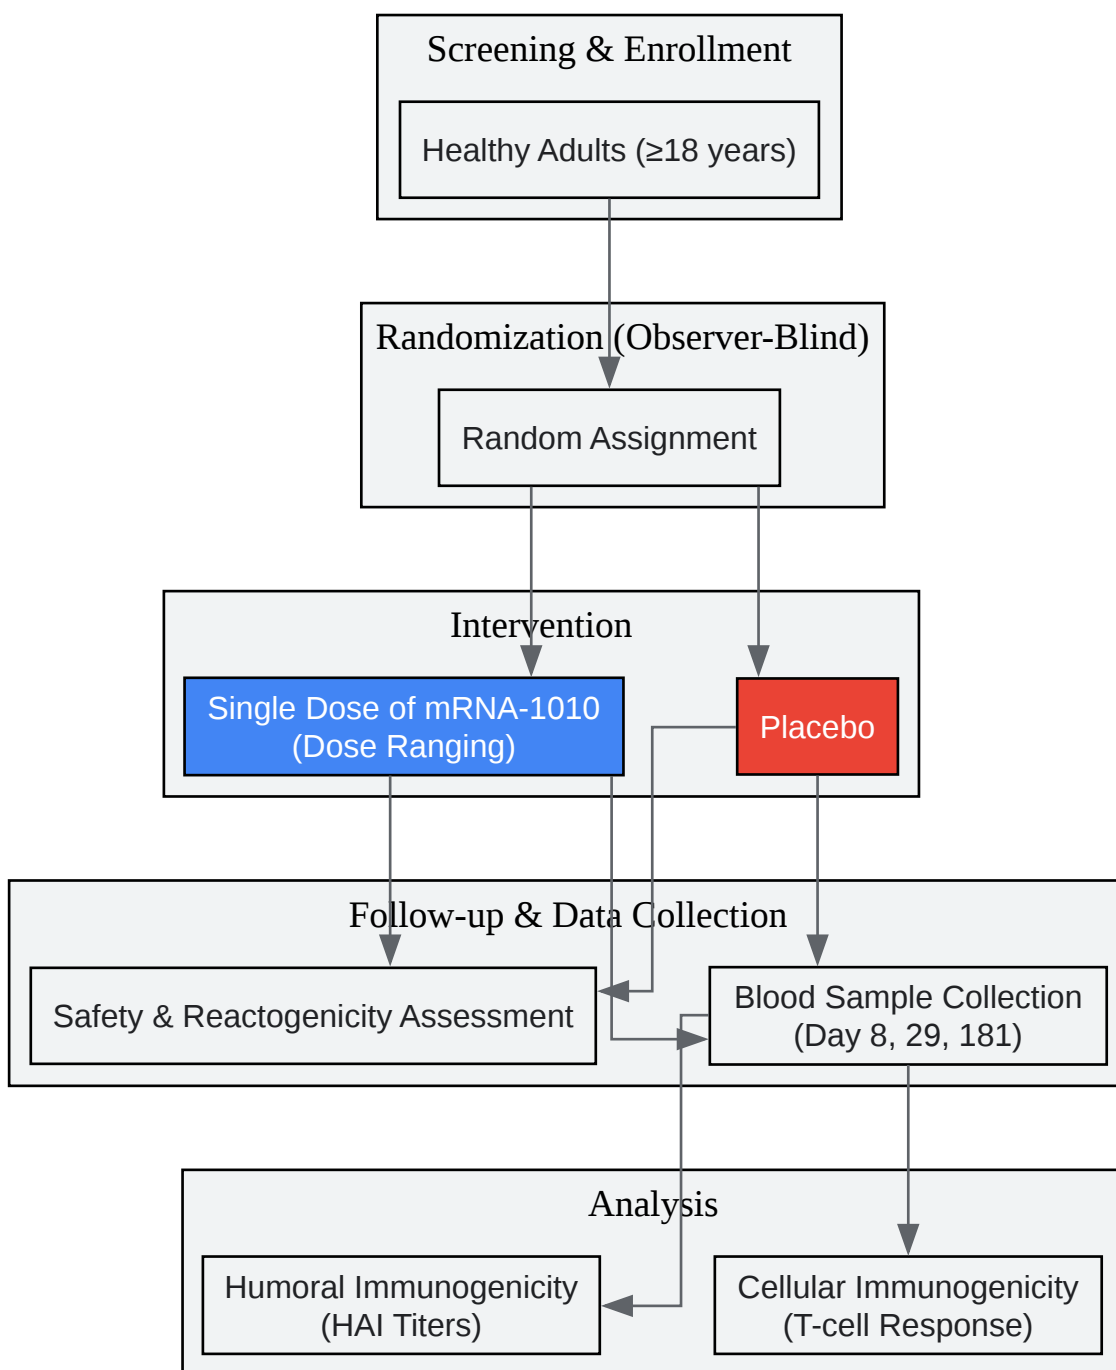 Screening & Enrollment
Healthy Adults (≥18 years)
Randomization (Observer-Blind)
Random Assignment
Intervention
Single Dose of mRNA-1010
(Dose Ranging)
Placebo
Follow-up & Data Collection
Safety & Reactogenicity Assessment
Blood Sample Collection
(Day 8, 29, 181)
Analysis
Humoral Immunogenicity
(HAI Titers)
Cellular Immunogenicity
(T-cell Response)